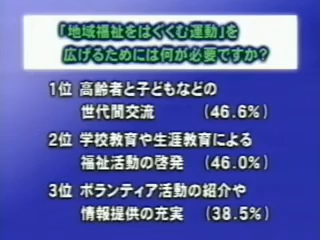 「地域福祉をはぐくむ運動」を
広げるためには何が必要ですか?
1位 高齢者と子どもなどの
世代間交流 (46.6%)
2位 学校教育や生涯教育による
福祉活動の啓発 (46.0%)
3位 ボランティア活動の紹介や
情報提供の充実 (38.5%)